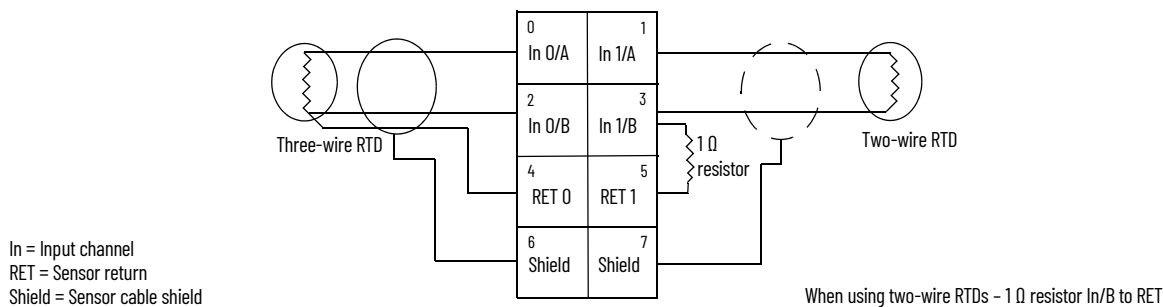 0
1
In 0/A
In 1/A
2
3
In 0/B
In 1/B
Three-wire RTD
Two-wire RTD
1 Ω
resistor
4
5
RET 0
RET 1
6
7
Shield
Shield
In = Input channel
RET = Sensor return
Shield = Sensor cable shield
When using two-wire RTDs – 1 Ω resistor In/B to RET